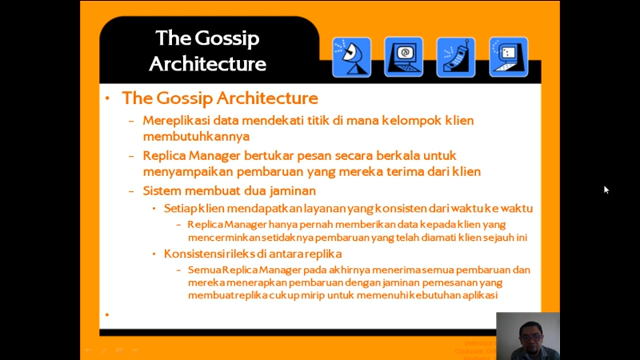 The Gossip
Architecture
The Gossip Architecture
Mereplikasi data mendekati titik di mana kelompok klien
membutuhkannya
Replica Manager bertukar pesan secara berkala untuk
menyampaikan pembaruan yang mereka terima dari klien
Sistem membuat dua jaminan
Setiap klien mendapatkan layanan yang konsisten dari waktu ke waktu
Replica Manager hanya pernah memberikan data kepada klien yang
mencerminkan setidaknya pembaruan yang telah diamati klien sejauh ini
Konsistensi rileks di antara replika
Semua Replica Manager pada akhirnya menerima semua pembaruan dan
mereka menerapkan pembaruan dengan jaminan pemesanan yang
membuat replika cukup mirip untuk memenuhi kebutuhan aplikasi